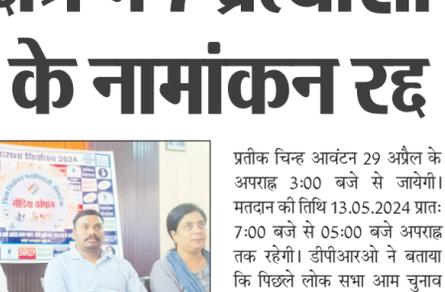 के नामांकन रद्द
निर्वाचन 2024
मीडिया कोषांग
प्रतीक चिन्ह आवंटन 29 अप्रैल के
अपराह्न 3:00 बजे से जायेगी।
मतदान की तिथि 13.05.2024 प्रातः
7:00 बजे से 05:00 बजे अपराह्न
तक रहेगी। डीपीआरओ ने बताया
कि पिछले लोक सभा आम चुनाव